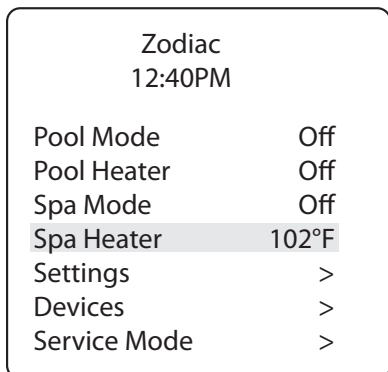 Zodiac
12:40PM
Pool Mode Off
Pool Heater Off
Spa Mode Off
Spa Heater 102°F
Settings >
Devices >
Service Mode >